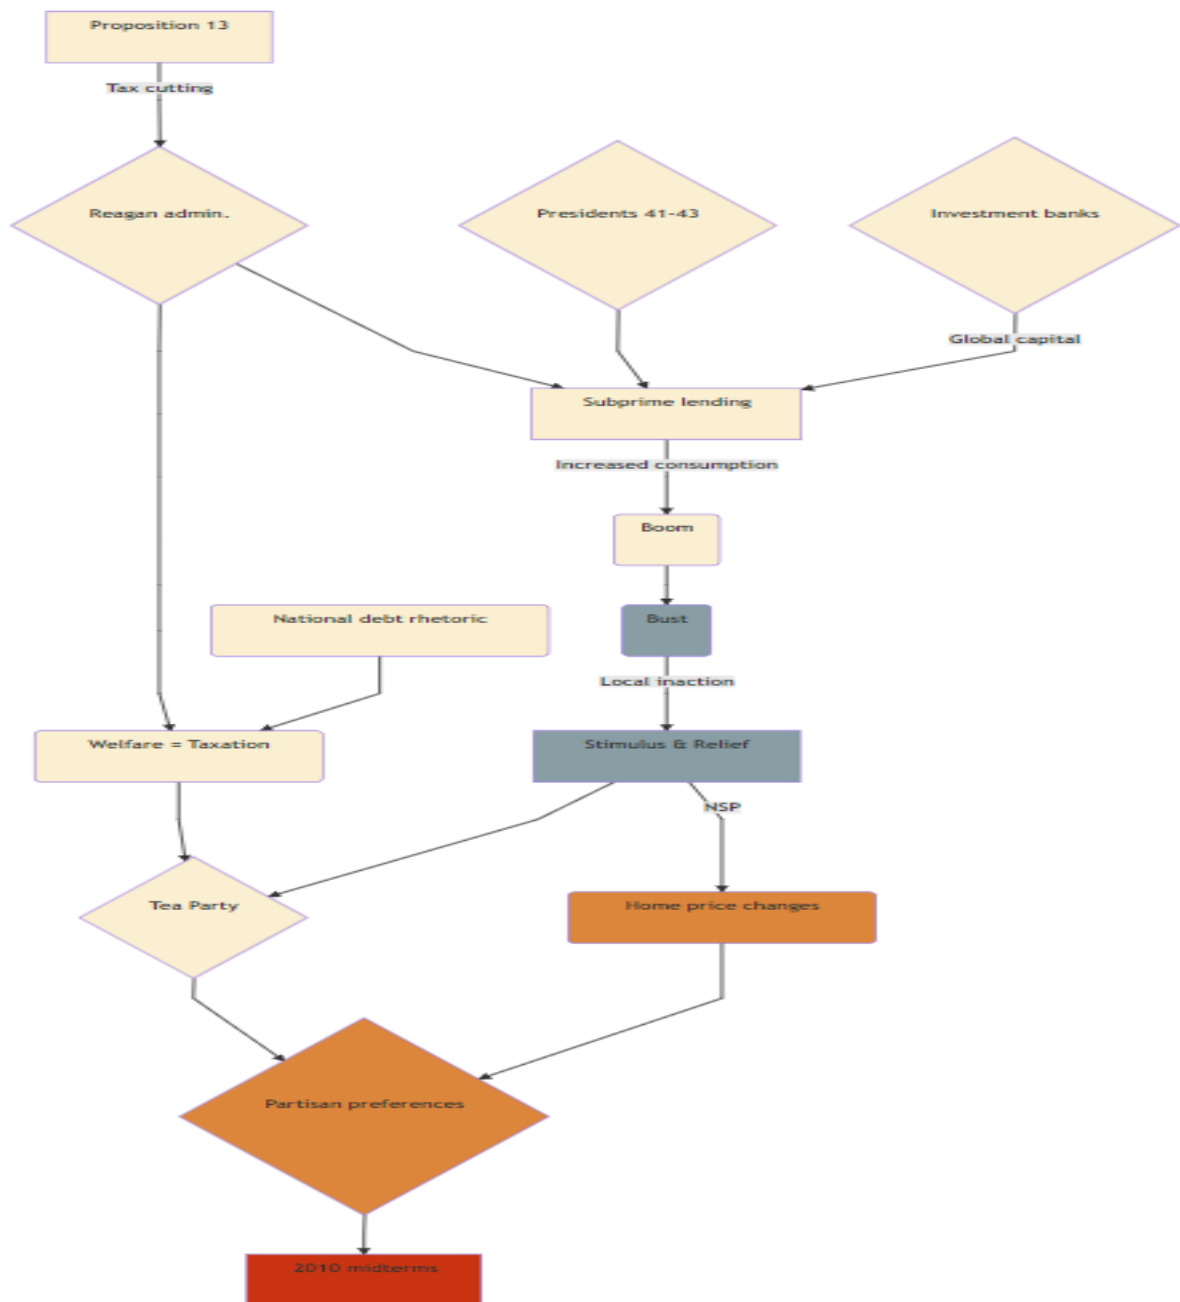 Proposition 13
Tax cutting
Reagan admin.
Presidents 41-43
Investment banks
Global capital
Subprime lending
Increased consumption
Boom
National debt rhetoric
Bust
Local inaction
Welfare = Taxation
Stimulus & Relief
NSP
Tea Party
Home price changes
Partisan preferences
2010 midterms